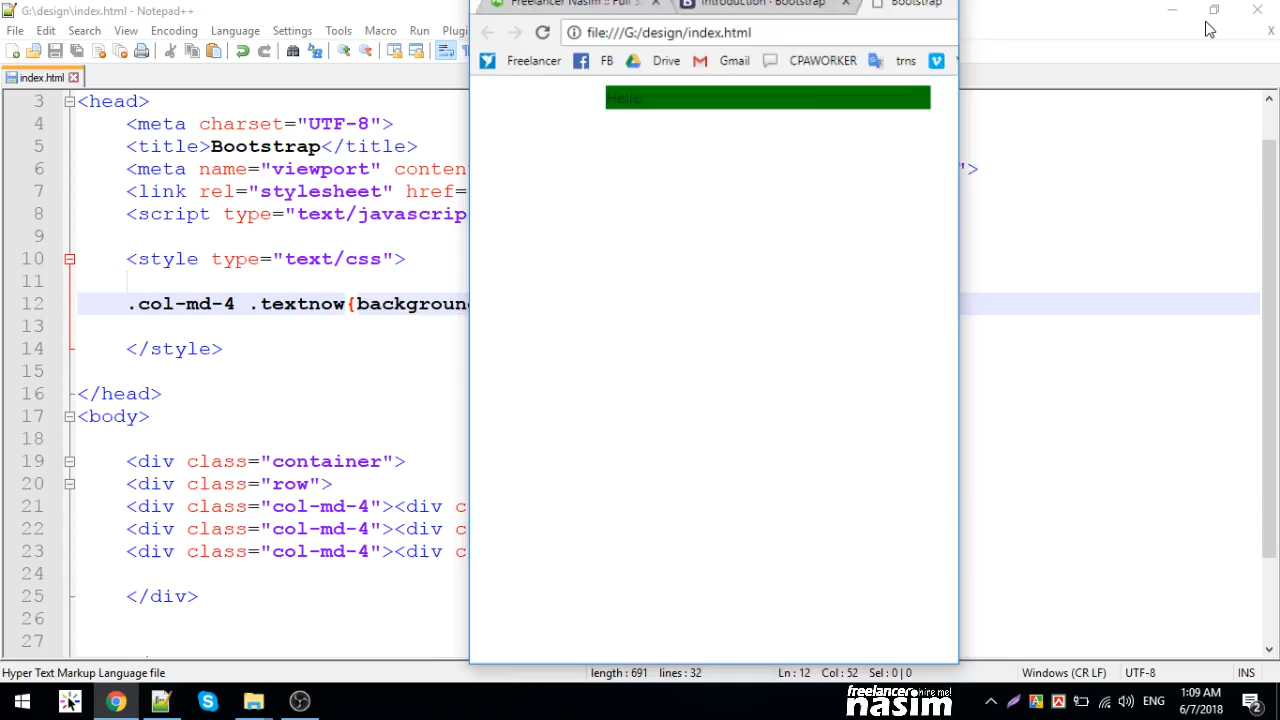 G:\design\index.html - Notepad++
File Edit Search View Encoding Language Settings Tools Macro Run Plugi
X
index.html
Freelancer Nasim :: Full
Introduction · Bootstrap
Bootstrap
file:///G:/design/index.html
Freelancer FB Drive Gmail CPAWORKER trns
Hello
3 <head>
4 <meta charset="UTF-8">
5 <title>Bootstrap</title>
6 <meta name="viewport" conten ">
7 <link rel="stylesheet" href=
8 <script type="text/javascrip
9
10 <style type="text/css">
11
12 .col-md-4 .textnow{backgroun
13
14 </style>
15
16 </head>
17 <body>
18
19 <div class="container">
20 <div class="row">
21 <div class="col-md-4"><div c
22 <div class="col-md-4"><div c
23 <div class="col-md-4"><div c
24
25 </div>
26
27
Hyper Text Markup Language file length : 691 lines : 32 Ln : 12 Col : 52 Sel : 0 | 0 Windows (CR LF) UTF-8 INS
freelancer hire me!
nasim
ENG
1:09 AM
6/7/2018
2